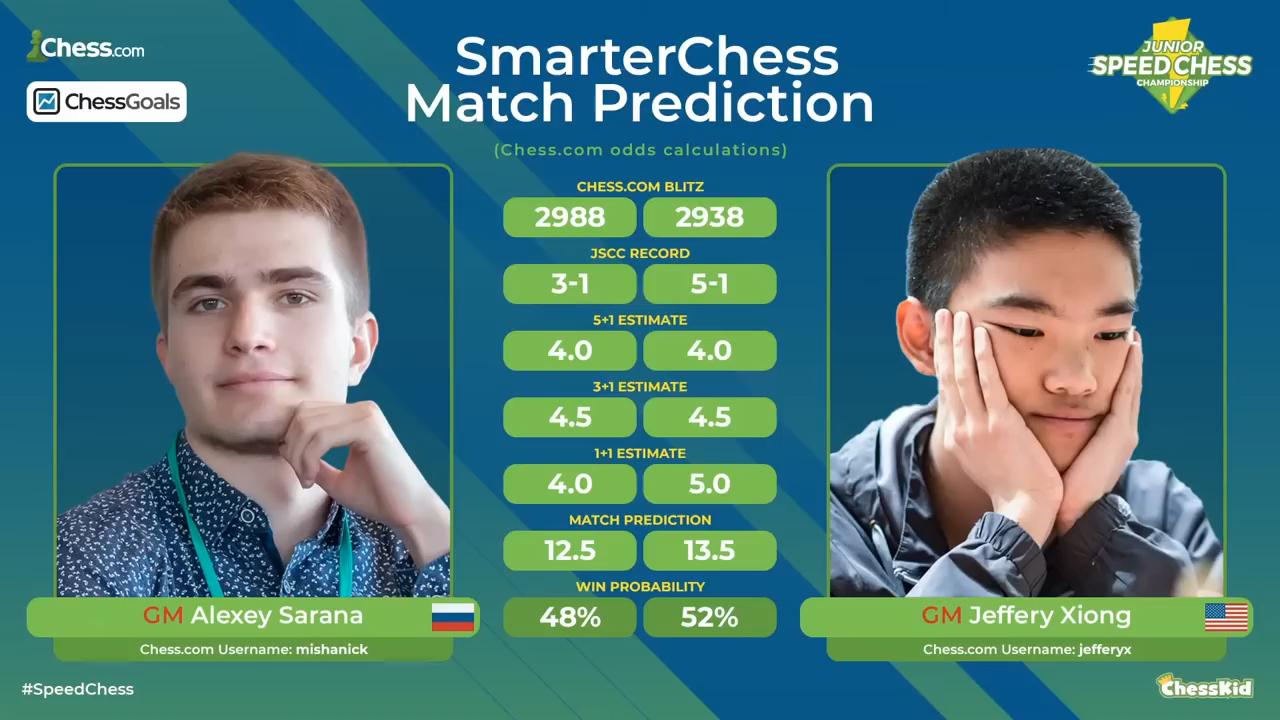 Chess.com
ChessGoals
SmarterChess
Match Prediction
(Chess.com odds calculations)
JUNIOR
SPEED CHESS
CHAMPIONSHIP
CHESS.COM BLITZ
2988 2938
JSCC RECORD
3-1 5-1
5+1 ESTIMATE
4.0 4.0
3+1 ESTIMATE
4.5 4.5
1+1 ESTIMATE
4.0 5.0
MATCH PREDICTION
12.5 13.5
WIN PROBABILITY
48% 52%
GM Alexey Sarana
Chess.com Username: mishanick
GM Jeffery Xiong
Chess.com Username: jefferyx
#SpeedChess
ChessKid